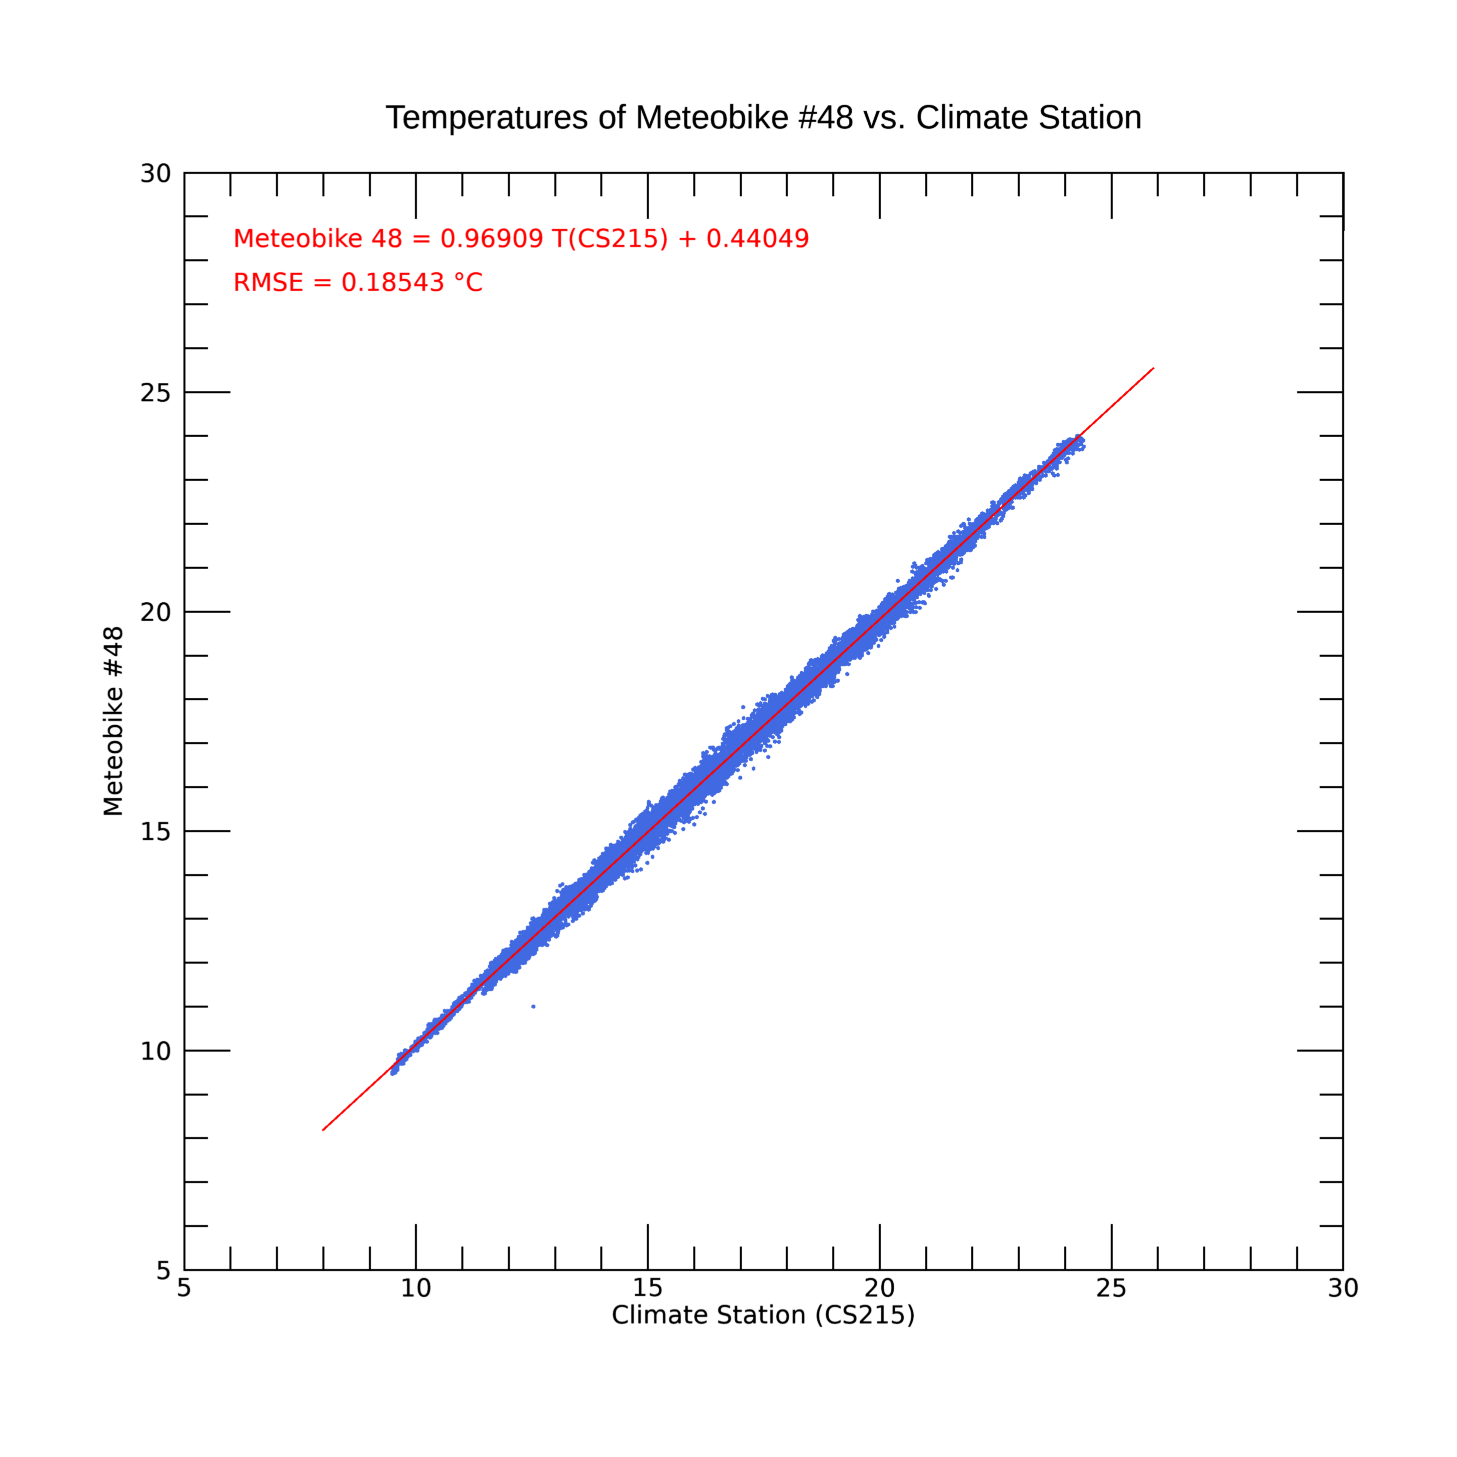 Temperatures of Meteobike #48 vs. Climate Station
30
Meteobike 48 = 0.96909 T(CS215) + 0.44049
RMSE = 0.18543 °C
25
20
Meteobike #48
15
10
5
5 10 15 20 25 30
Climate Station (CS215)